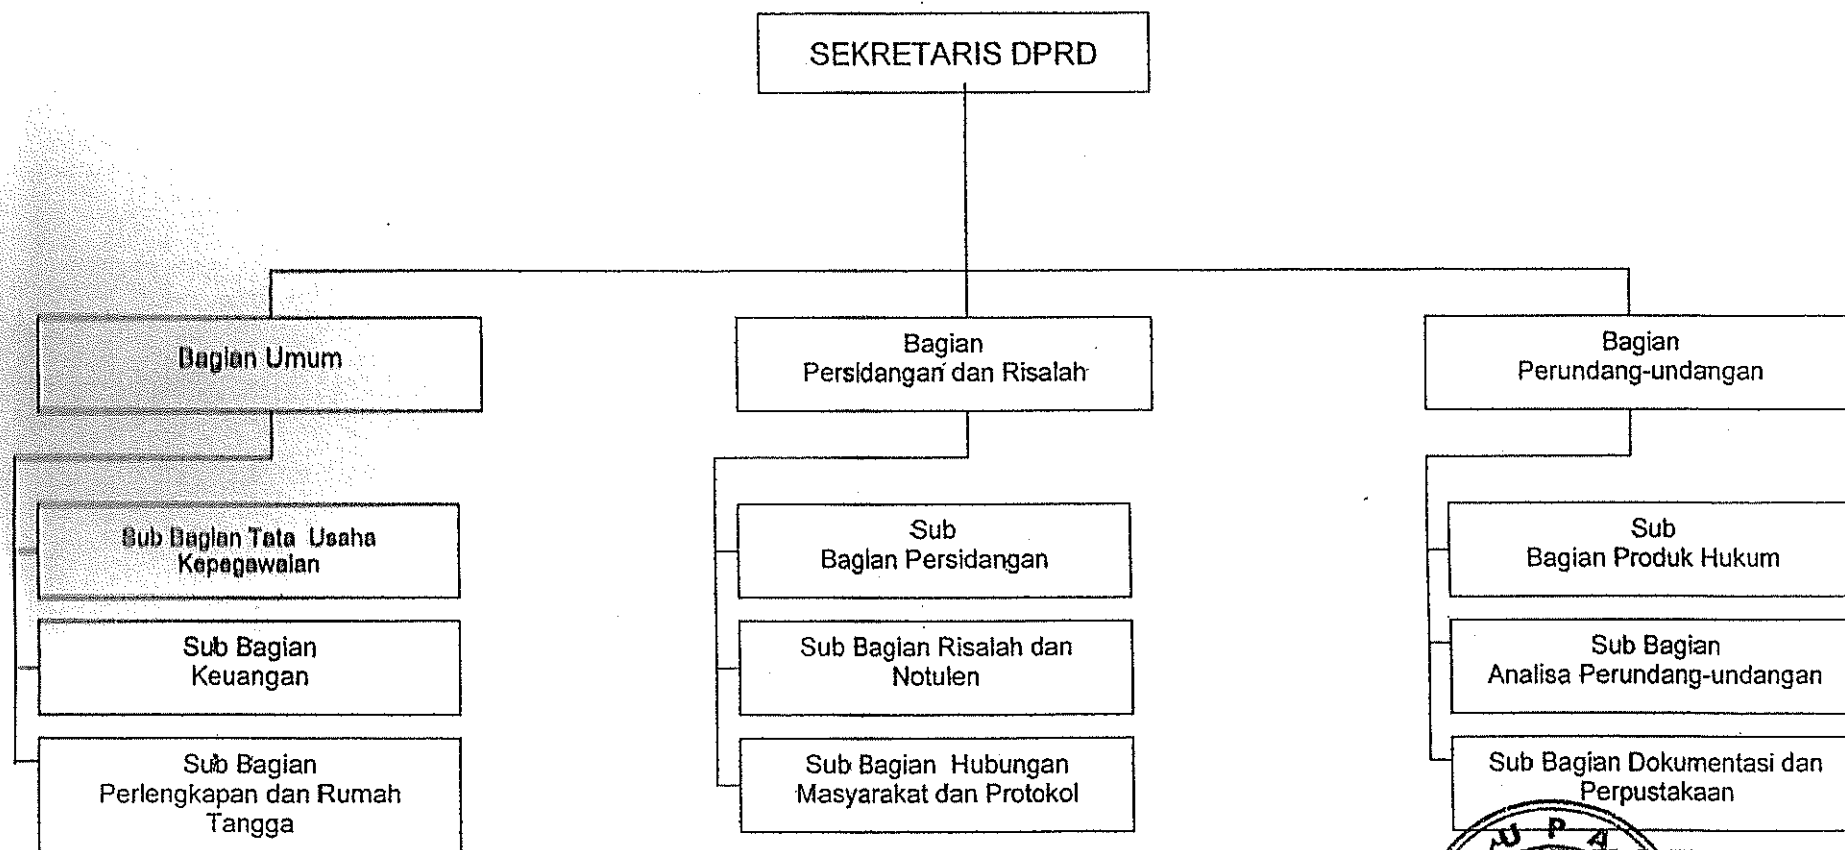 SEKRETARIS DPRD
Bagian Umum
Bagian
Persidangan dan Risalah
Bagian
Perundang-undangan
Sub Bagian Tata Usaha
Kepegawaian
Sub
Bagian Persidangan
Sub
Bagian Produk Hukum
Sub Bagian
Keuangan
Sub Bagian Risalah dan
Notulen
Sub Bagian
Analisa Perundang-undangan
Sub Bagian
Perlengkapan dan Rumah
Tangga
Sub Bagian Hubungan
Masyarakat dan Protokol
Sub Bagian Dokumentasi dan
Perpustakaan
UPA